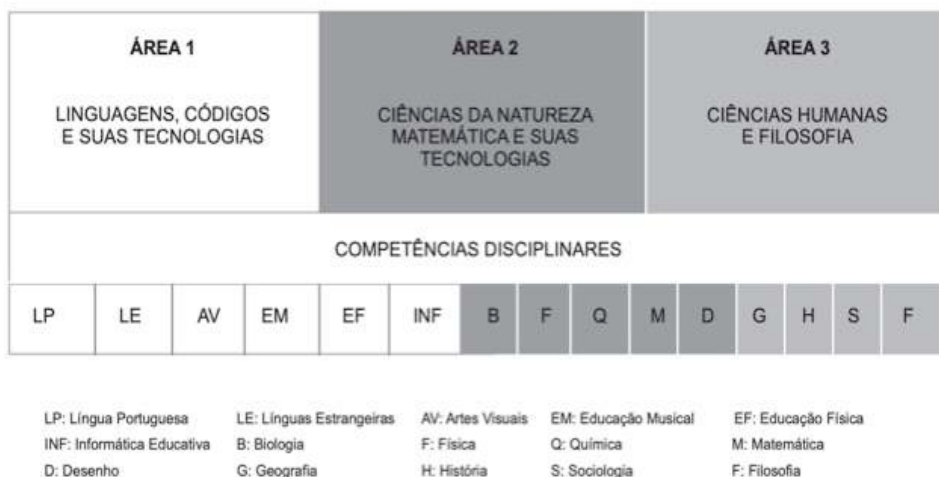 ÁREA 1
LINGUAGENS, CÓDIGOS
E SUAS TECNOLOGIAS
ÁREA 2
CIÊNCIAS DA NATUREZA
MATEMÁTICA E SUAS
TECNOLOGIAS
ÁREA 3
CIÊNCIAS HUMANAS
E FILOSOFIA
COMPETÊNCIAS DISCIPLINARES
LP LE AV EM EF INF B F Q M D G H S F
LP: Língua Portuguesa LE: Línguas Estrangeiras AV: Artes Visuais EM: Educação Musical EF: Educação Física
INF: Informática Educativa B: Biologia F: Física Q: Química M: Matemática
D: Desenho G: Geografia H: História S: Sociologia F: Filosofia